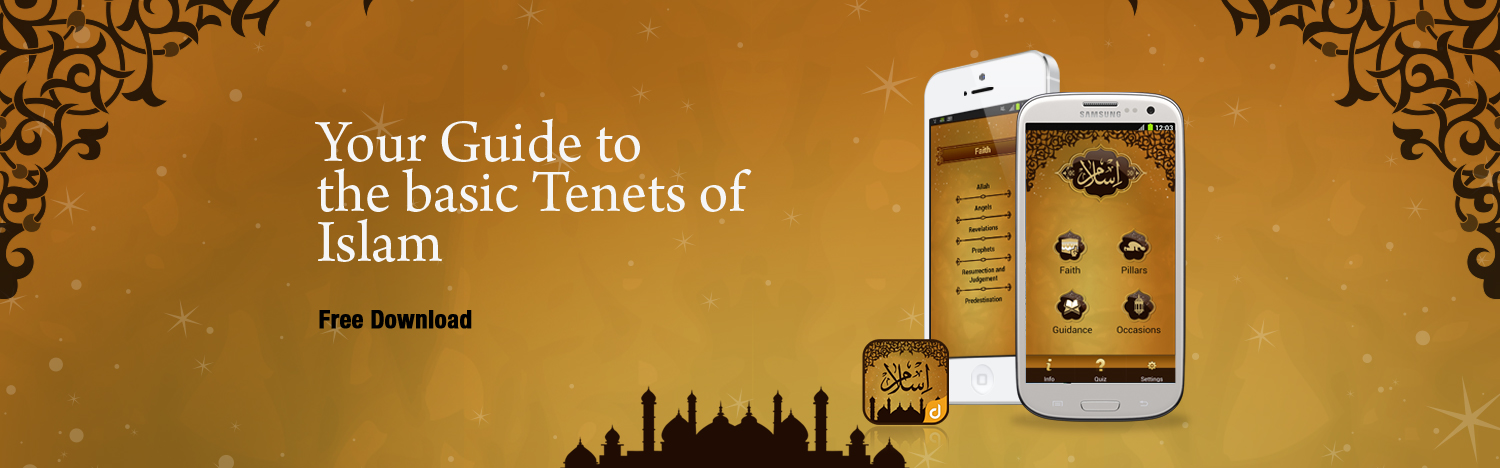 Your Guide to
the basic Tenets of
Islam
Free Download
Faith
Allah
Angels
Revelations
Prophets
Resurrection and
Judgement
Predestination
SAMSUNG
12:03
إسلام
Faith
Pillars
Guidance
Occasions
Info
Quiz
Settings
إسلام
d